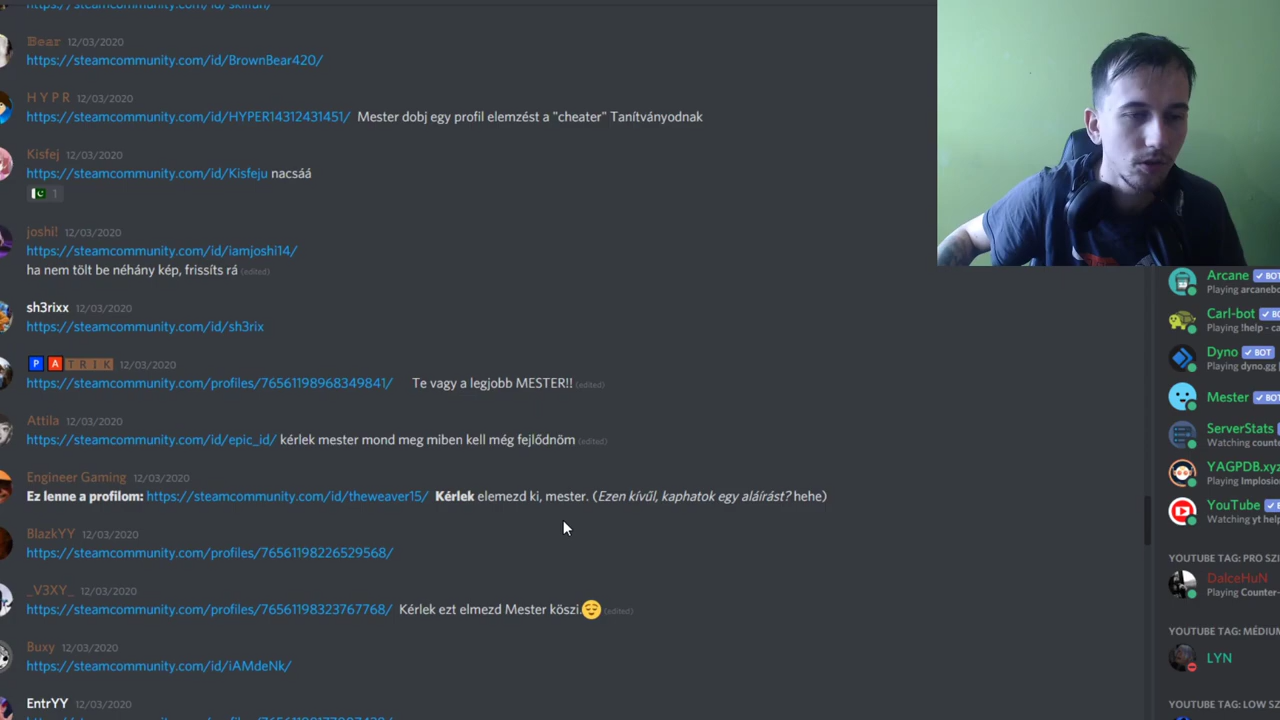 https://steamcommunity.com/id/skillfun/
Bear 12/03/2020
https://steamcommunity.com/id/BrownBear420/
H Y P R 12/03/2020
https://steamcommunity.com/id/HYPER14312431451/ Mester dobj egy profil elemzést a "cheater" Tanítványodnak
Kisfej 12/03/2020
https://steamcommunity.com/id/Kisfeju nacsáá
1
joshi! 12/03/2020
https://steamcommunity.com/id/iamjoshi14/
ha nem tölt be néhány kép, frissíts rá (edited)
sh3rixx 12/03/2020
https://steamcommunity.com/id/sh3rix
P A T R I K 12/03/2020
https://steamcommunity.com/profiles/76561198968349841/ Te vagy a legjobb MESTER!! (edited)
Attila 12/03/2020
https://steamcommunity.com/id/epic_id/ kérlek mester mond meg miben kell még fejlődnöm (edited)
Engineer Gaming 12/03/2020
Ez lenne a profilom: https://steamcommunity.com/id/theweaver15/ Kérlek elemezd ki, mester. (Ezen kívűl, kaphatok egy aláírást? hehe)
BlazkYY 12/03/2020
https://steamcommunity.com/profiles/76561198226529568/
_V3XY_ 12/03/2020
https://steamcommunity.com/profiles/76561198323767768/ Kérlek ezt elmezd Mester köszi. (edited)
Buxy 12/03/2020
https://steamcommunity.com/id/iAMdeNk/
EntrYY 12/03/2020
Arcane BOT
Playing arcanebo
Carl-bot BO
Playing !help - ca
Dyno BOT
Playing dyno.gg |
Mester BO
ServerStats
Watching counte
YAGPDB.xyz
Playing Implosion
YouTube B
Watching yt help
YOUTUBE TAG: PRO SZI
DalceHuN
Playing Counter-
YOUTUBE TAG: MÉDIUM
LYN
YOUTUBE TAG: LOW SZ